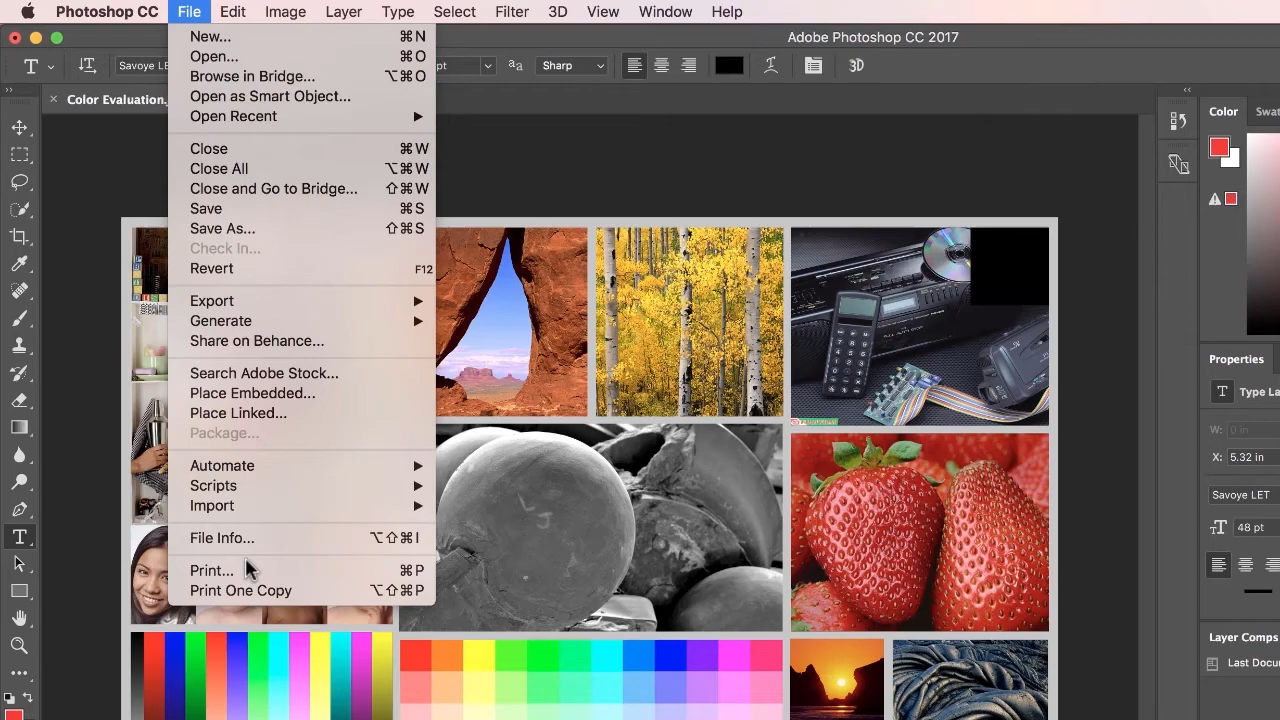 Photoshop CC File Edit Image Layer Type Select Filter 3D View Window Help
Adobe Photoshop CC 2017
Savoye LE pt Sharp 3D
Color Evaluation.
New... ⌘N
Open... ⌘O
Browse in Bridge... ⌥⌘O
Open as Smart Object...
Open Recent ▶
Close ⌘W
Close All ⌥⌘W
Close and Go to Bridge... ⇧⌘W
Save ⌘S
Save As... ⇧⌘S
Check In...
Revert F12
Export ▶
Generate ▶
Share on Behance...
Search Adobe Stock...
Place Embedded...
Place Linked...
Package...
Automate ▶
Scripts ▶
Import ▶
File Info... ⌥⇧⌘I
Print... ⌘P
Print One Copy ⌥⇧⌘P
Color Swat
Properties
Type La
W: 0 in
X: 5.32 in
Savoye LET
48 pt
Layer Comps
Last Docu